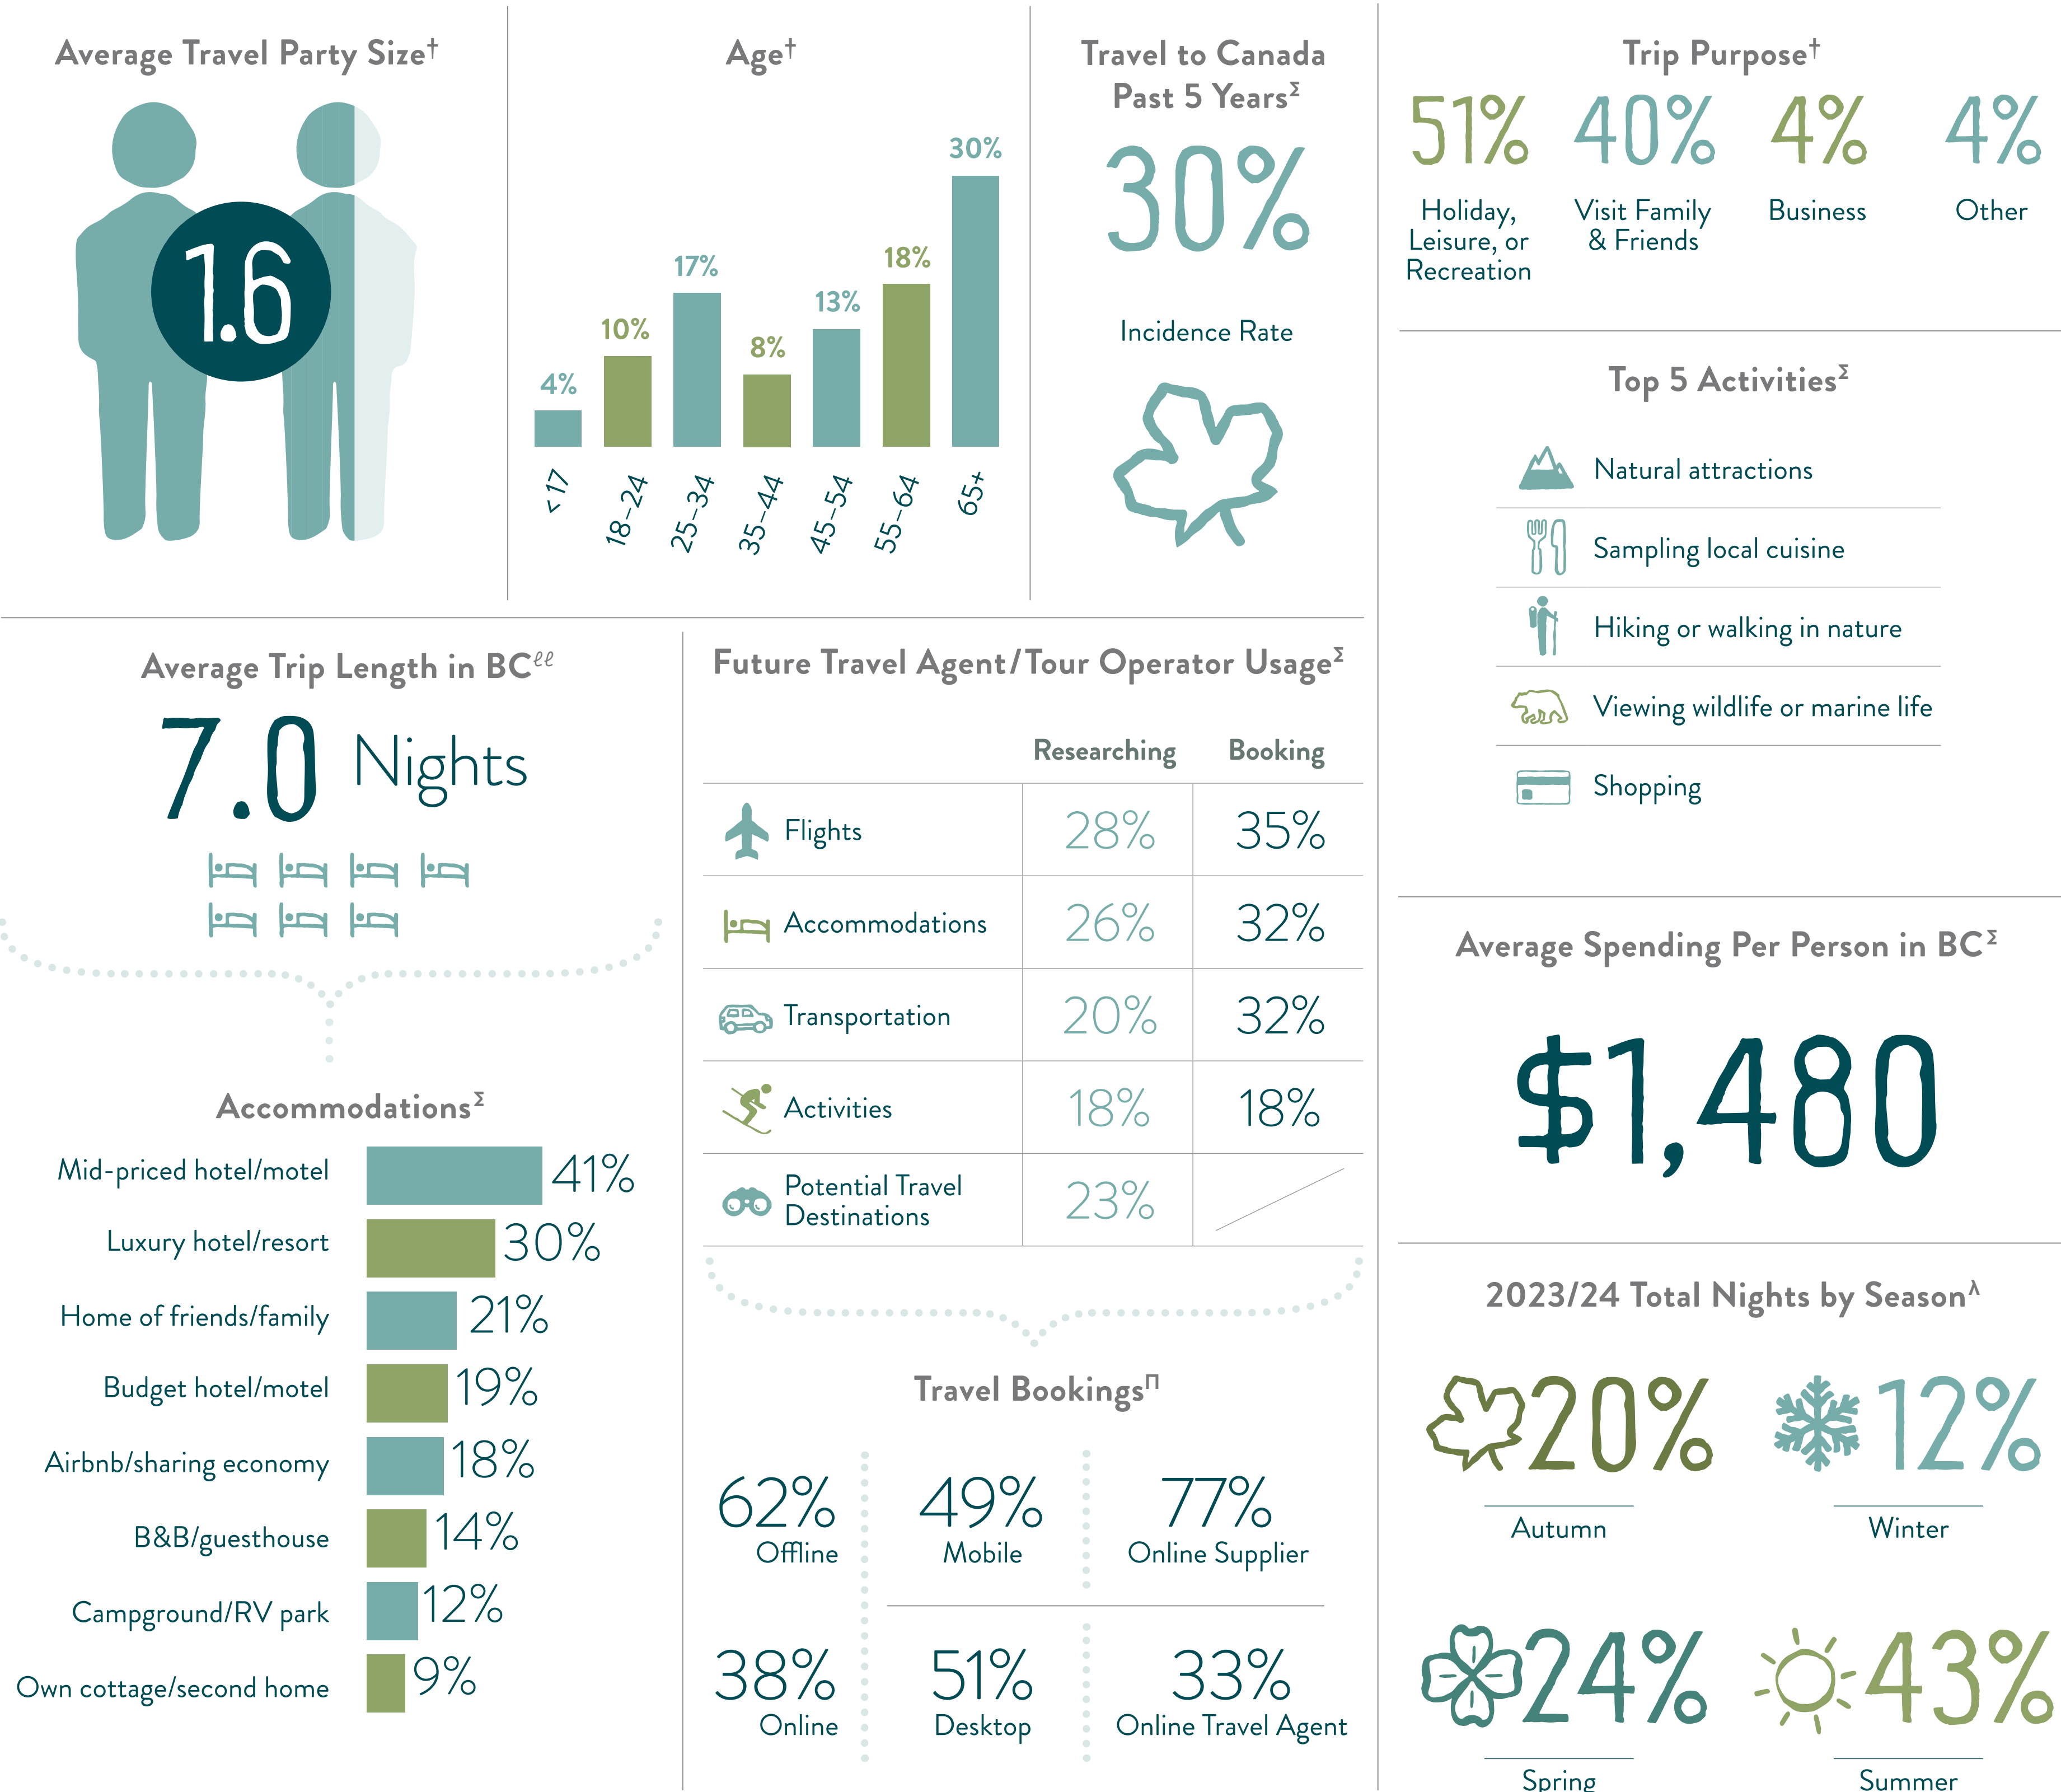 Average Travel Party Size†
1.6
Age†
4%
10%
17%
8%
13%
18%
30%
<17
18–24
25–34
35–44
45–54
55–64
65+
Travel to Canada
Past 5 Years Σ
30%
Incidence Rate
Trip Purpose†
51%
Holiday,
Leisure, or
Recreation
40%
Visit Family
& Friends
4%
Business
4%
Other
Top 5 Activities Σ
Natural attractions
Sampling local cuisine
Hiking or walking in nature
Viewing wildlife or marine life
Shopping
Average Trip Length in BC ℓℓ
7.0 Nights
Accommodations Σ
Mid-priced hotel/motel 41%
Luxury hotel/resort 30%
Home of friends/family 21%
Budget hotel/motel 19%
Airbnb/sharing economy 18%
B&B/guesthouse 14%
Campground/RV park 12%
Own cottage/second home 9%
Future Travel Agent/Tour Operator Usage Σ
Researching Booking
Flights 28% 35%
Accommodations 26% 32%
Transportation 20% 32%
Activities 18% 18%
Potential Travel
Destinations 23%
Travel Bookings Π
62%
Offline
49%
Mobile
77%
Online Supplier
38%
Online
51%
Desktop
33%
Online Travel Agent
Average Spending Per Person in BC Σ
$1,480
2023/24 Total Nights by Season λ
20%
Autumn
12%
Winter
24%
Spring
43%
Summer